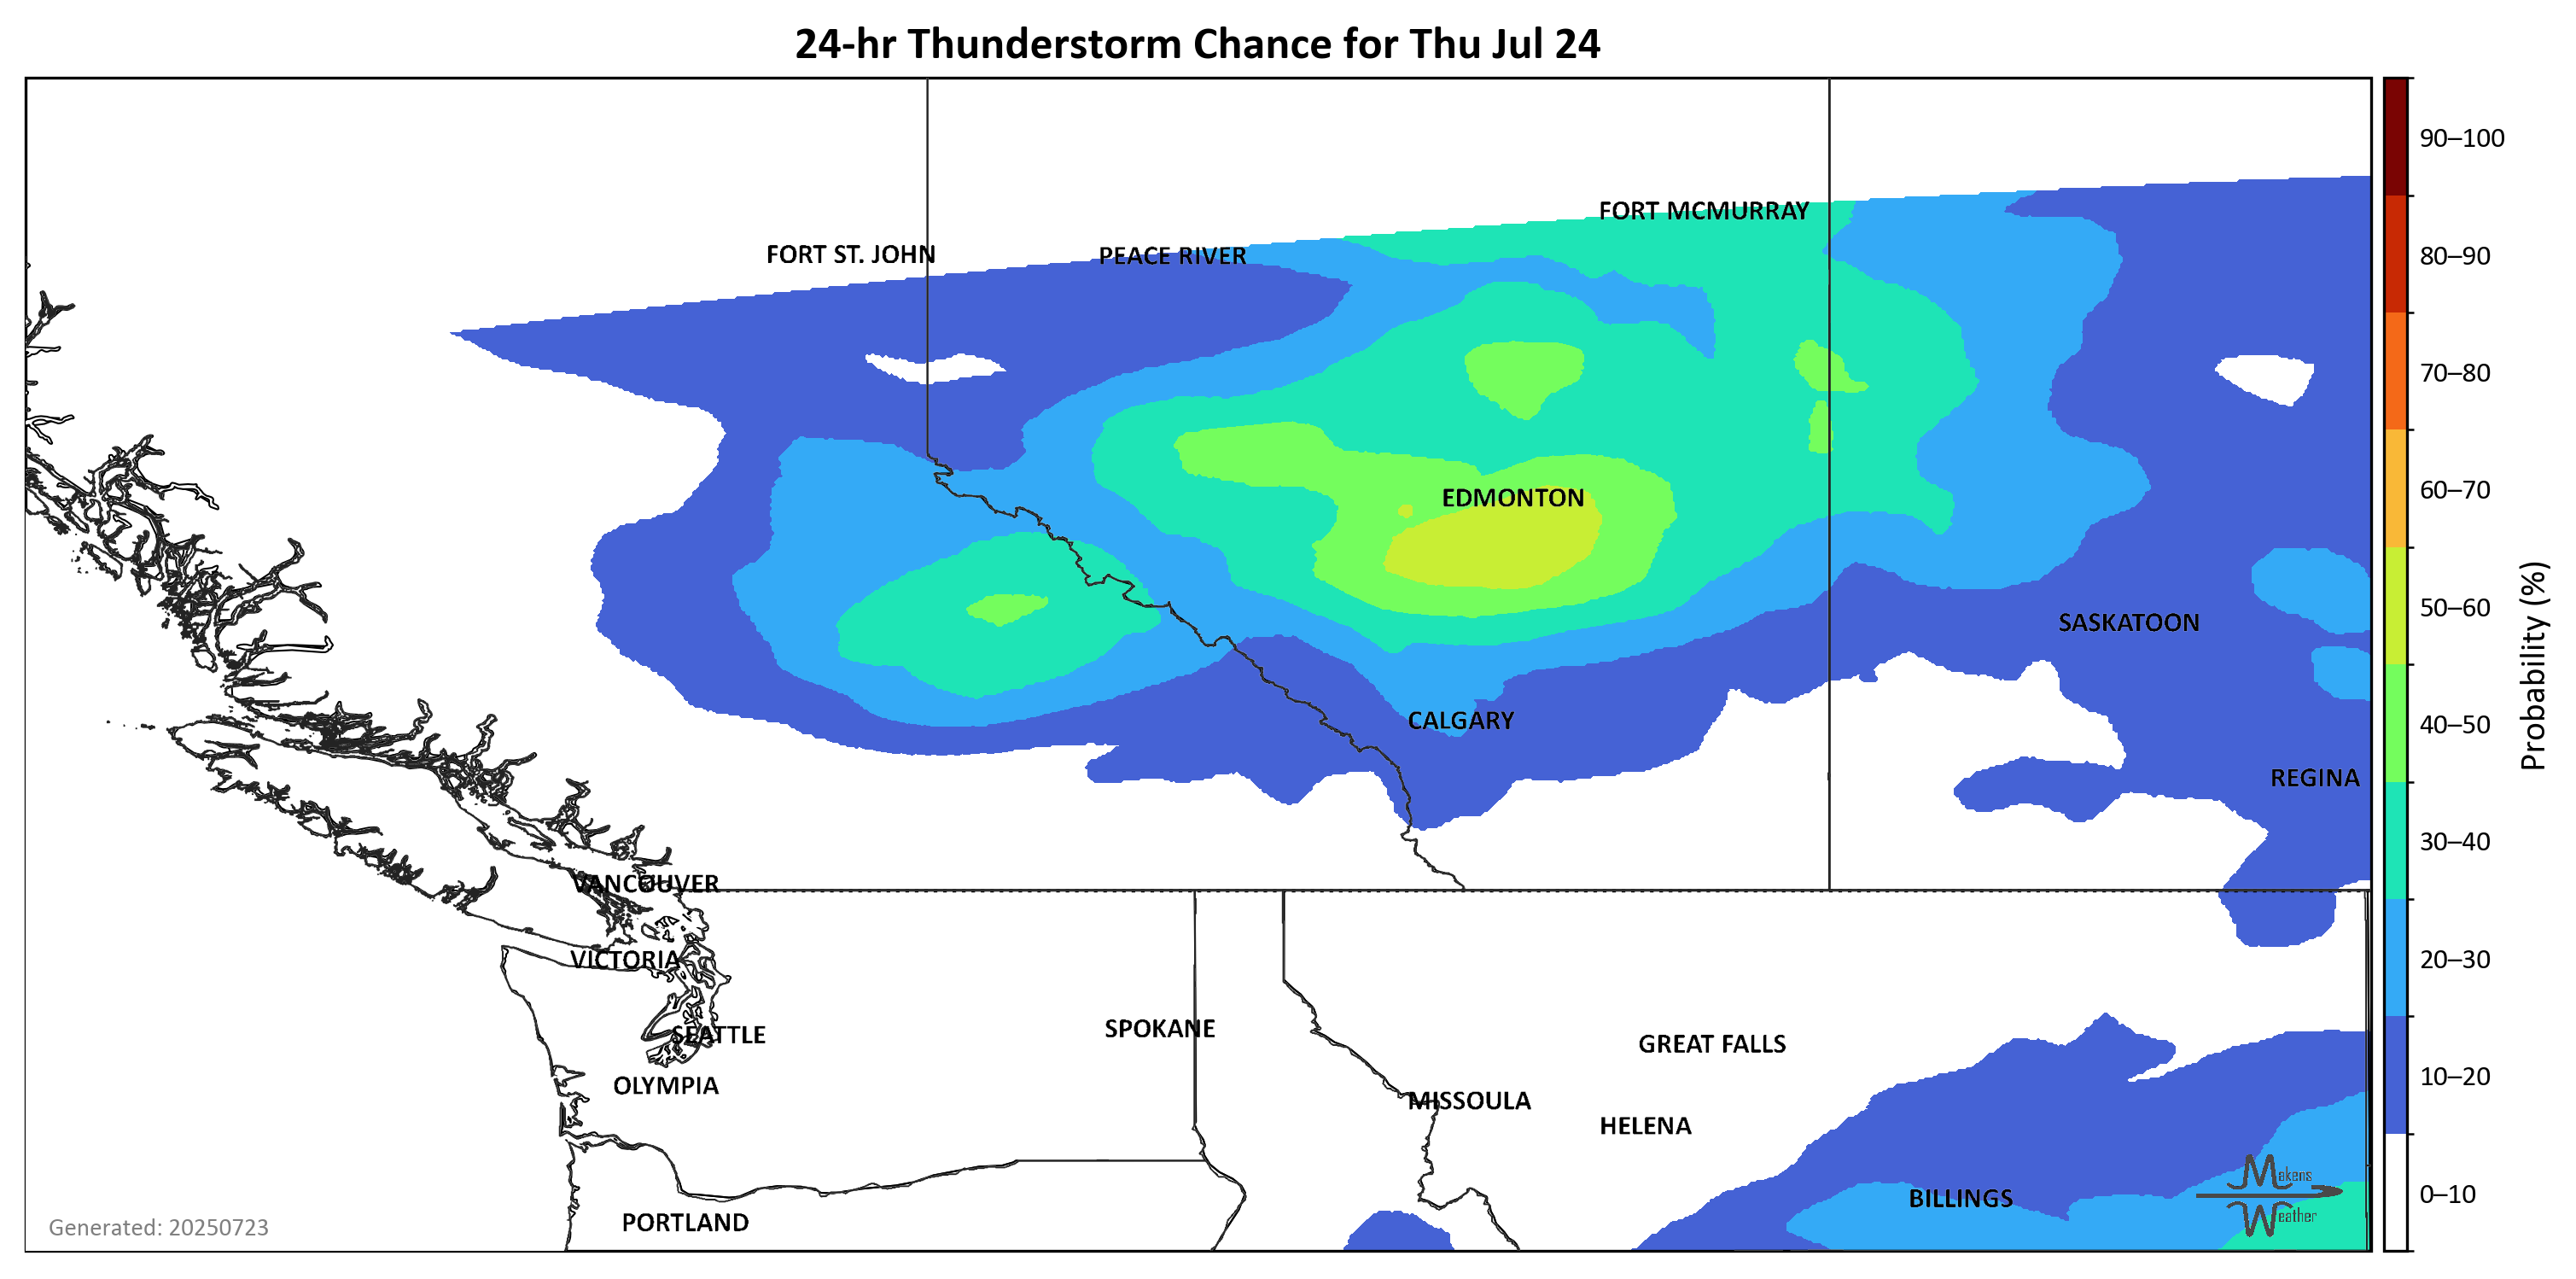 24-hr Thunderstorm Chance for Thu Jul 24
90–100
FORT MCMURRAY
FORT ST. JOHN
PEACE RIVER
80–90
70–80
EDMONTON
60–70
50–60
SASKATOON
Probability (%)
CALGARY
40–50
REGINA
30–40
VANCOUVER
VICTORIA
20–30
SPOKANE
SEATTLE
GREAT FALLS
10–20
OLYMPIA
MISSOULA
HELENA
Makens
Weather
0–10
BILLINGS
PORTLAND
Generated: 20250723